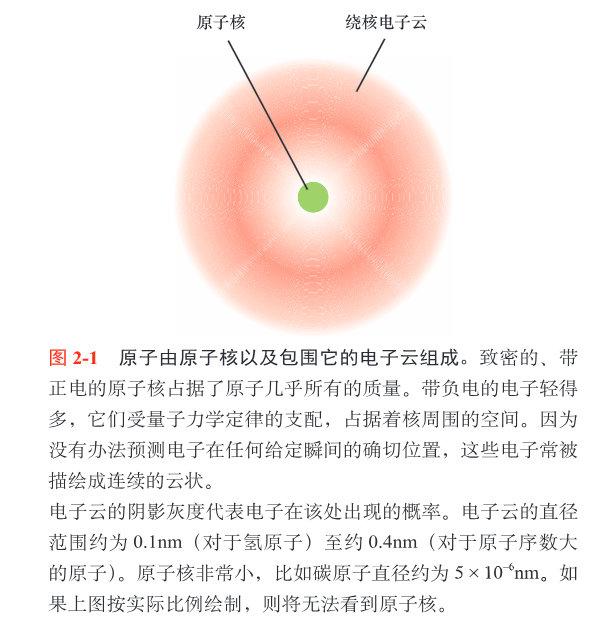 原子核
绕核电子云
图 2-1 原子由原子核以及包围它的电子云组成。致密的、带
正电的原子核占据了原子几乎所有的质量。带负电的电子轻得
多，它们受量子力学定律的支配，占据着核周围的空间。因为
没有办法预测电子在任何给定瞬间的确切位置，这些电子常被
描绘成连续的云状。
电子云的阴影灰度代表电子在该处出现的概率。电子云的直径
范围约为 0.1nm（对于氢原子）至约 0.4nm（对于原子序数大
的原子）。原子核非常小，比如碳原子直径约为 5×10⁻⁶nm。如
果上图按实际比例绘制，则将无法看到原子核。